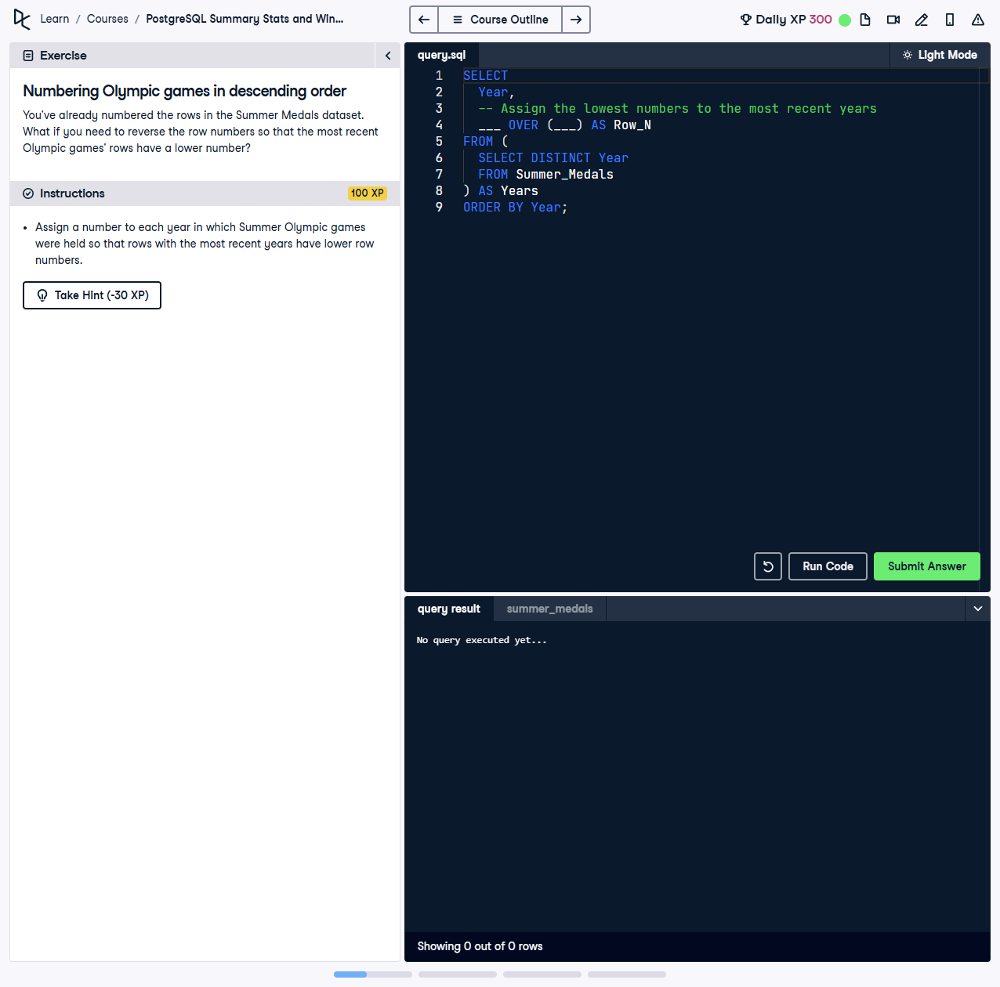 Learn / Courses / PostgreSQL Summary Stats and Win...
Course Outline
Daily XP 300
Exercise
Numbering Olympic games in descending order
You've already numbered the rows in the Summer Medals dataset.
What if you need to reverse the row numbers so that the most recent
Olympic games' rows have a lower number?
Instructions
100 XP
• Assign a number to each year in which Summer Olympic games
were held so that rows with the most recent years have lower row
numbers.
Take Hint (-30 XP)
query.sql
Light Mode
1 SELECT
2 Year,
3 -- Assign the lowest numbers to the most recent years
4 ___ OVER (___) AS Row_N
5 FROM (
6 SELECT DISTINCT Year
7 FROM Summer_Medals
8 ) AS Years
9 ORDER BY Year;
Run Code
Submit Answer
query result
summer_medals
No query executed yet...
Showing 0 out of 0 rows